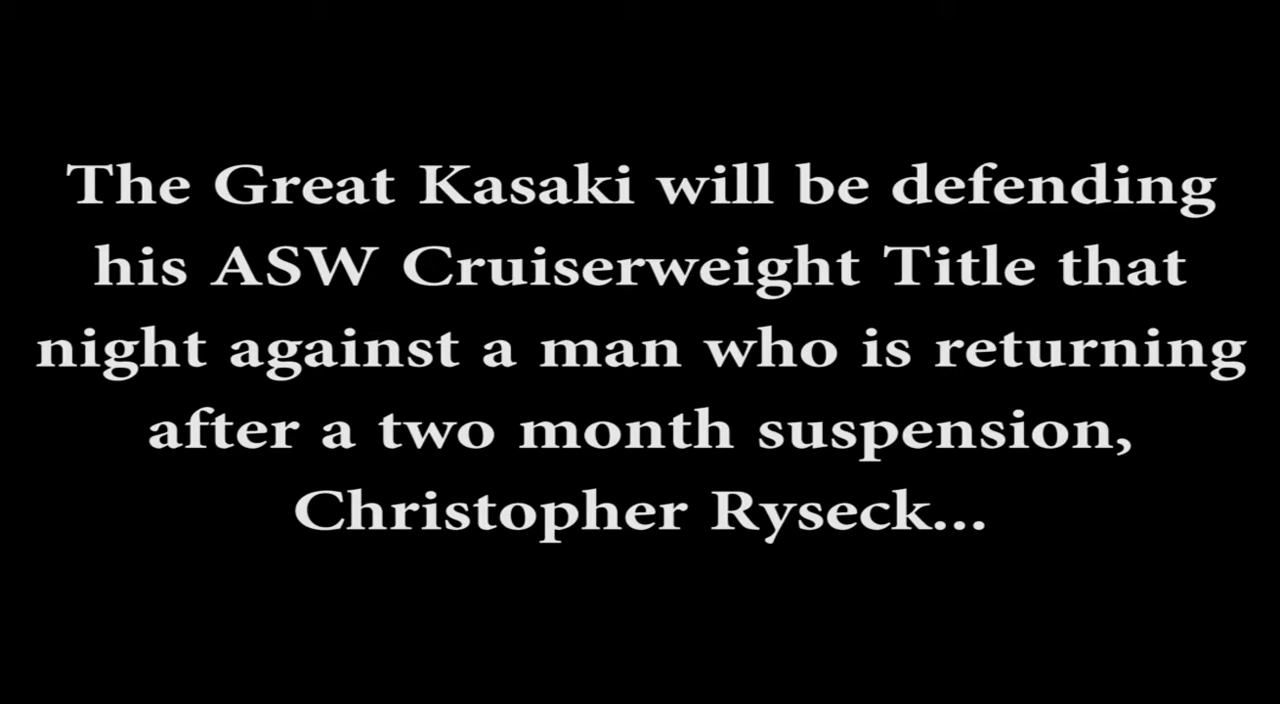 The Great Kasaki will be defending
his ASW Cruiserweight Title that
night against a man who is returning
after a two month suspension,
Christopher Ryseck...